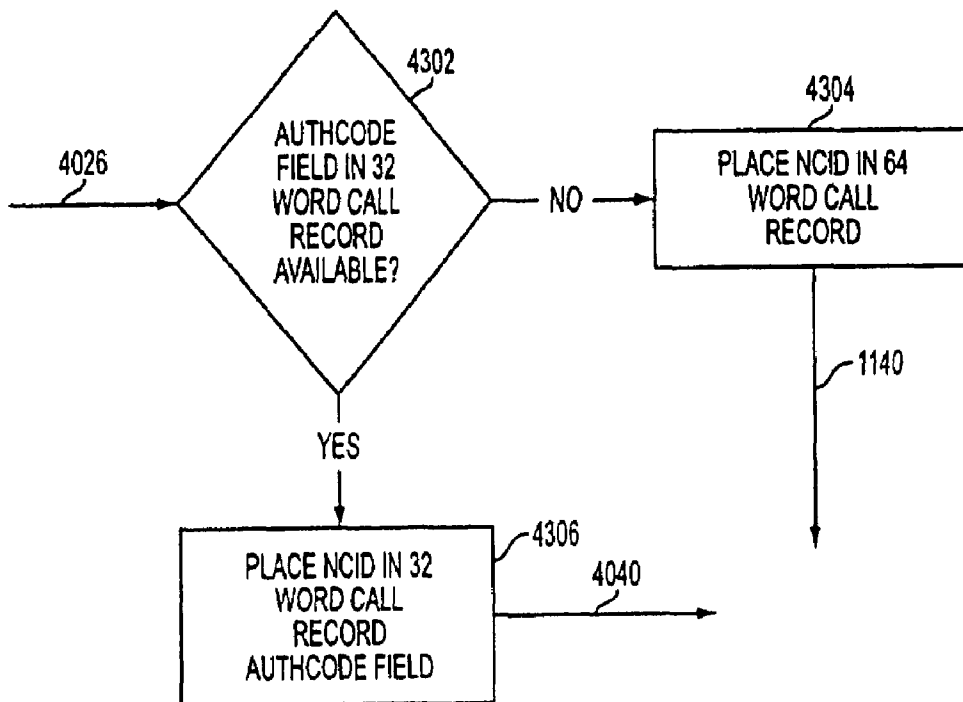 4302
AUTHCODE
FIELD IN 32
WORD CALL
RECORD
AVAILABLE?
4026
NO
4304
PLACE NCID IN 64
WORD CALL
RECORD
1140
YES
4306
PLACE NCID IN 32
WORD CALL
RECORD
AUTHCODE FIELD
4040